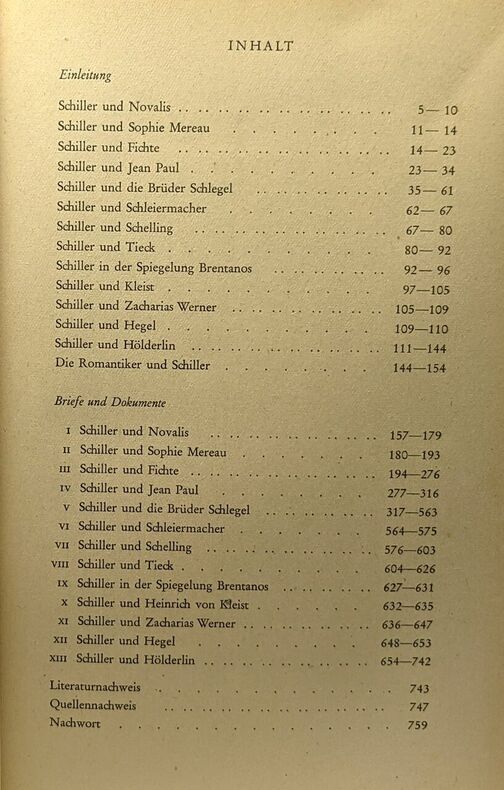 INHALT
Einleitung
Schiller und Novalis . . . . . . . . . . . . . . . . . 5— 10
Schiller und Sophie Mereau . . . . . . . 11— 14
Schiller und Fichte . . . . . . . . . . . . . . . . . 14— 23
Schiller und Jean Paul . . . . . . . . . 23— 34
Schiller und die Brüder Schlegel . . . . . . . . . . . 35— 61
Schiller und Schleiermacher . . . . . . . 62— 67
Schiller und Schelling . . . . . . . . . . . . . . . . 67— 80
Schiller und Tieck . . . . . . . . . . 80— 92
Schiller in der Spiegelung Brentanos . . . . . . . . . . 92— 96
Schiller und Kleist . . . . . . . . . . 97—105
Schiller und Zacharias Werner . . . . . . . . . . . . . 105—109
Schiller und Hegel . . . . . . . . . . 109—110
Schiller und Hölderlin . . . . . . . . . . . . . . . . 111—144
Die Romantiker und Schiller . . . . . . . 144—154
Briefe und Dokumente
I Schiller und Novalis . . . . . . . . . . . . . . . 157—179
II Schiller und Sophie Mereau . . . . . . 180—193
III Schiller und Fichte . . . . . . . . . . . . . . . . 194—276
IV Schiller und Jean Paul . . . . . . . 277—316
V Schiller und die Brüder Schlegel . . . . . . . . . . 317—563
VI Schiller und Schleiermacher . . . . . . 564—575
VII Schiller und Schelling . . . . . . . . . . . . . . . 576—603
VIII Schiller und Tieck . . . . . . . . . 604—626
IX Schiller in der Spiegelung Brentanos . . . . . . . . 627—631
X Schiller und Heinrich von Kleist . . . . . 632—635
XI Schiller und Zacharias Werner . . . . . . . . . . . . 636—647
XII Schiller und Hegel . . . . . . . . 648—653
XIII Schiller und Hölderlin . . . . . . . . . . . . . . . 654—742
Literaturnachweis . . . . . . . . . . . 743
Quellennachweis . . . . . . . . . . . . . . . . . . . 747
Nachwort . . . . . . . . . . . . . 759